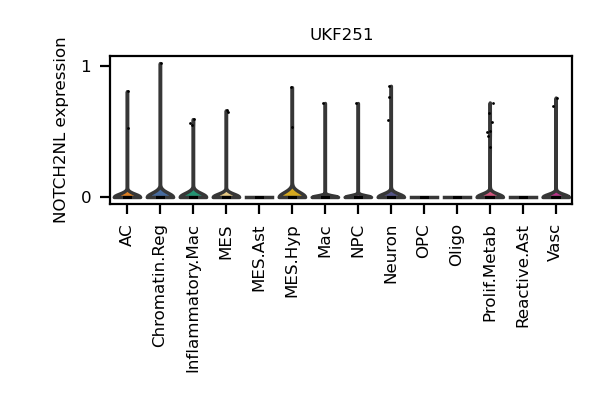 UKF251
NOTCH2NL expression
1
0
AC
Chromatin.Reg
Inflammatory.Mac
MES
MES.Ast
MES.Hyp
Mac
NPC
Neuron
OPC
Oligo
Prolif.Metab
Reactive.Ast
Vasc